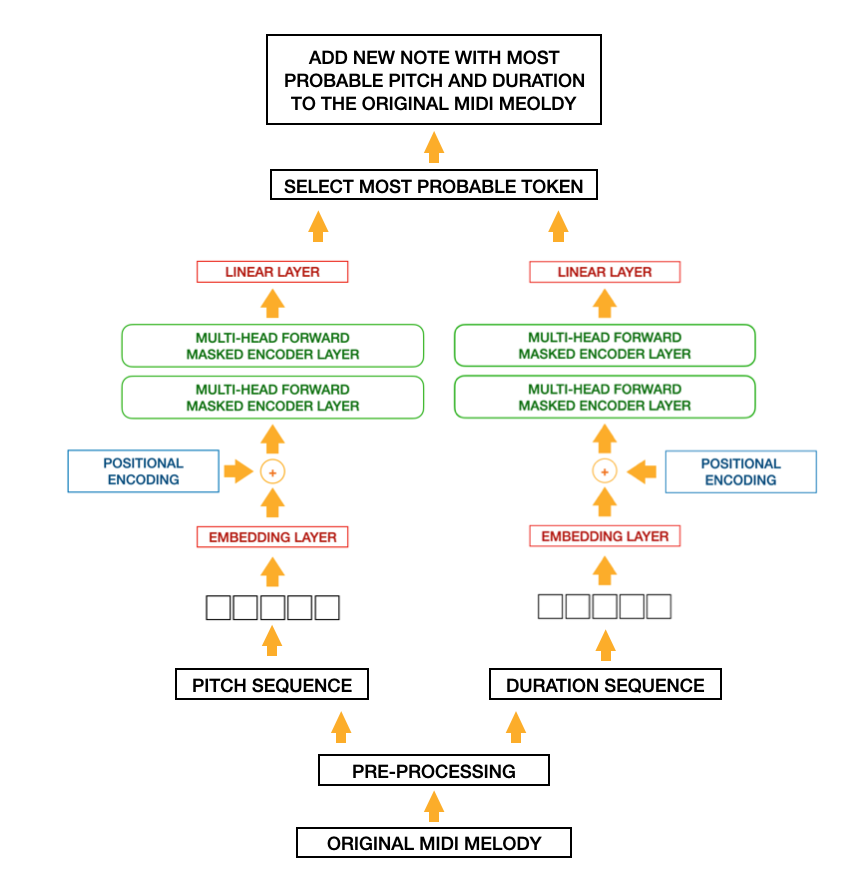 ADD NEW NOTE WITH MOST
PROBABLE PITCH AND DURATION
TO THE ORIGINAL MIDI MEOLDY
SELECT MOST PROBABLE TOKEN
LINEAR LAYER
LINEAR LAYER
MULTI-HEAD FORWARD
MASKED ENCODER LAYER
MULTI-HEAD FORWARD
MASKED ENCODER LAYER
MULTI-HEAD FORWARD
MASKED ENCODER LAYER
MULTI-HEAD FORWARD
MASKED ENCODER LAYER
POSITIONAL
ENCODING
+
+
POSITIONAL
ENCODING
EMBEDDING LAYER
EMBEDDING LAYER
PITCH SEQUENCE
DURATION SEQUENCE
PRE-PROCESSING
ORIGINAL MIDI MELODY